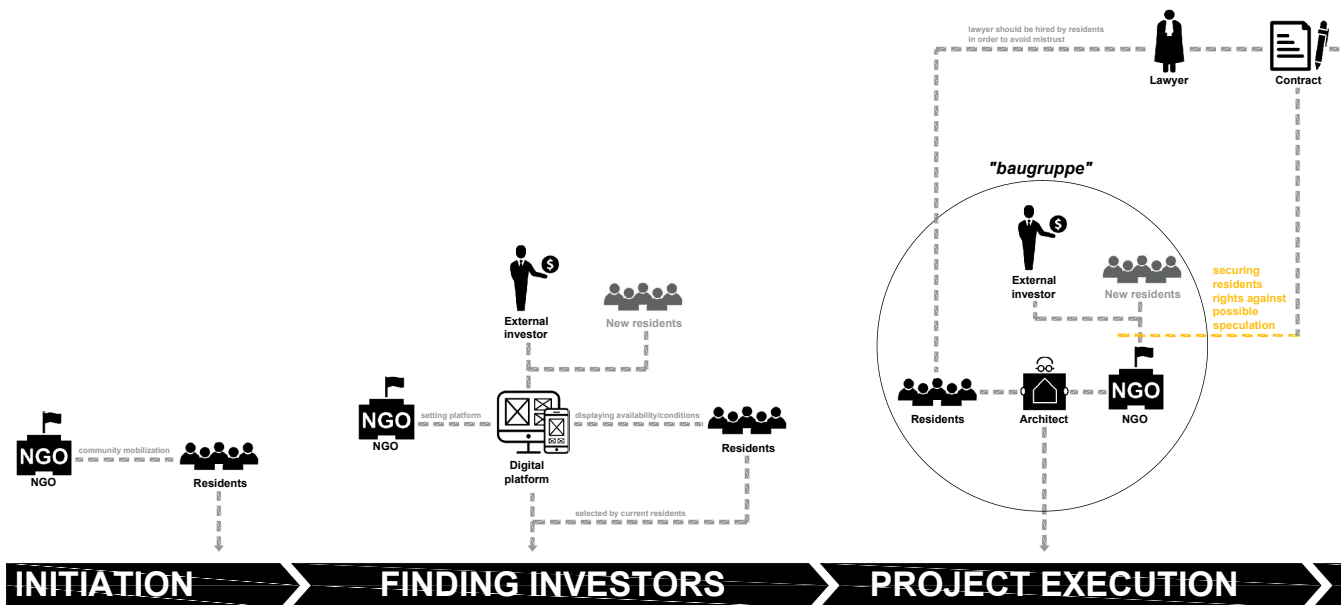 lawyer should be hired by residents
in order to avoid mistrust
Lawyer
Contract
"baugruppe"
External
investor
New residents
securing
residents
rights against
possible
speculation
Residents
Architect
NGO
NGO
External
investor
New residents
NGO
NGO
setting platform
displaying availability/conditions
Digital
platform
Residents
selected by current residents
NGO
NGO
community mobilization
Residents
INITIATION
FINDING INVESTORS
PROJECT EXECUTION